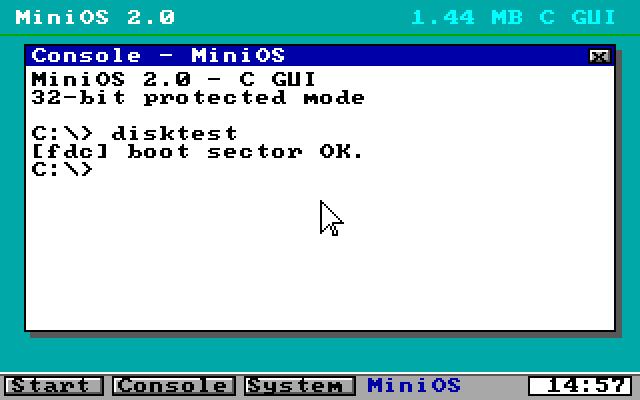 MiniOS 2.0
1.44 MB C GUI
Console - MiniOS
MiniOS 2.0 - C GUI
32-bit protected mode
C:\> disktest
[fdc] boot sector OK.
C:\>
Start
Console
System
MiniOS
14:57